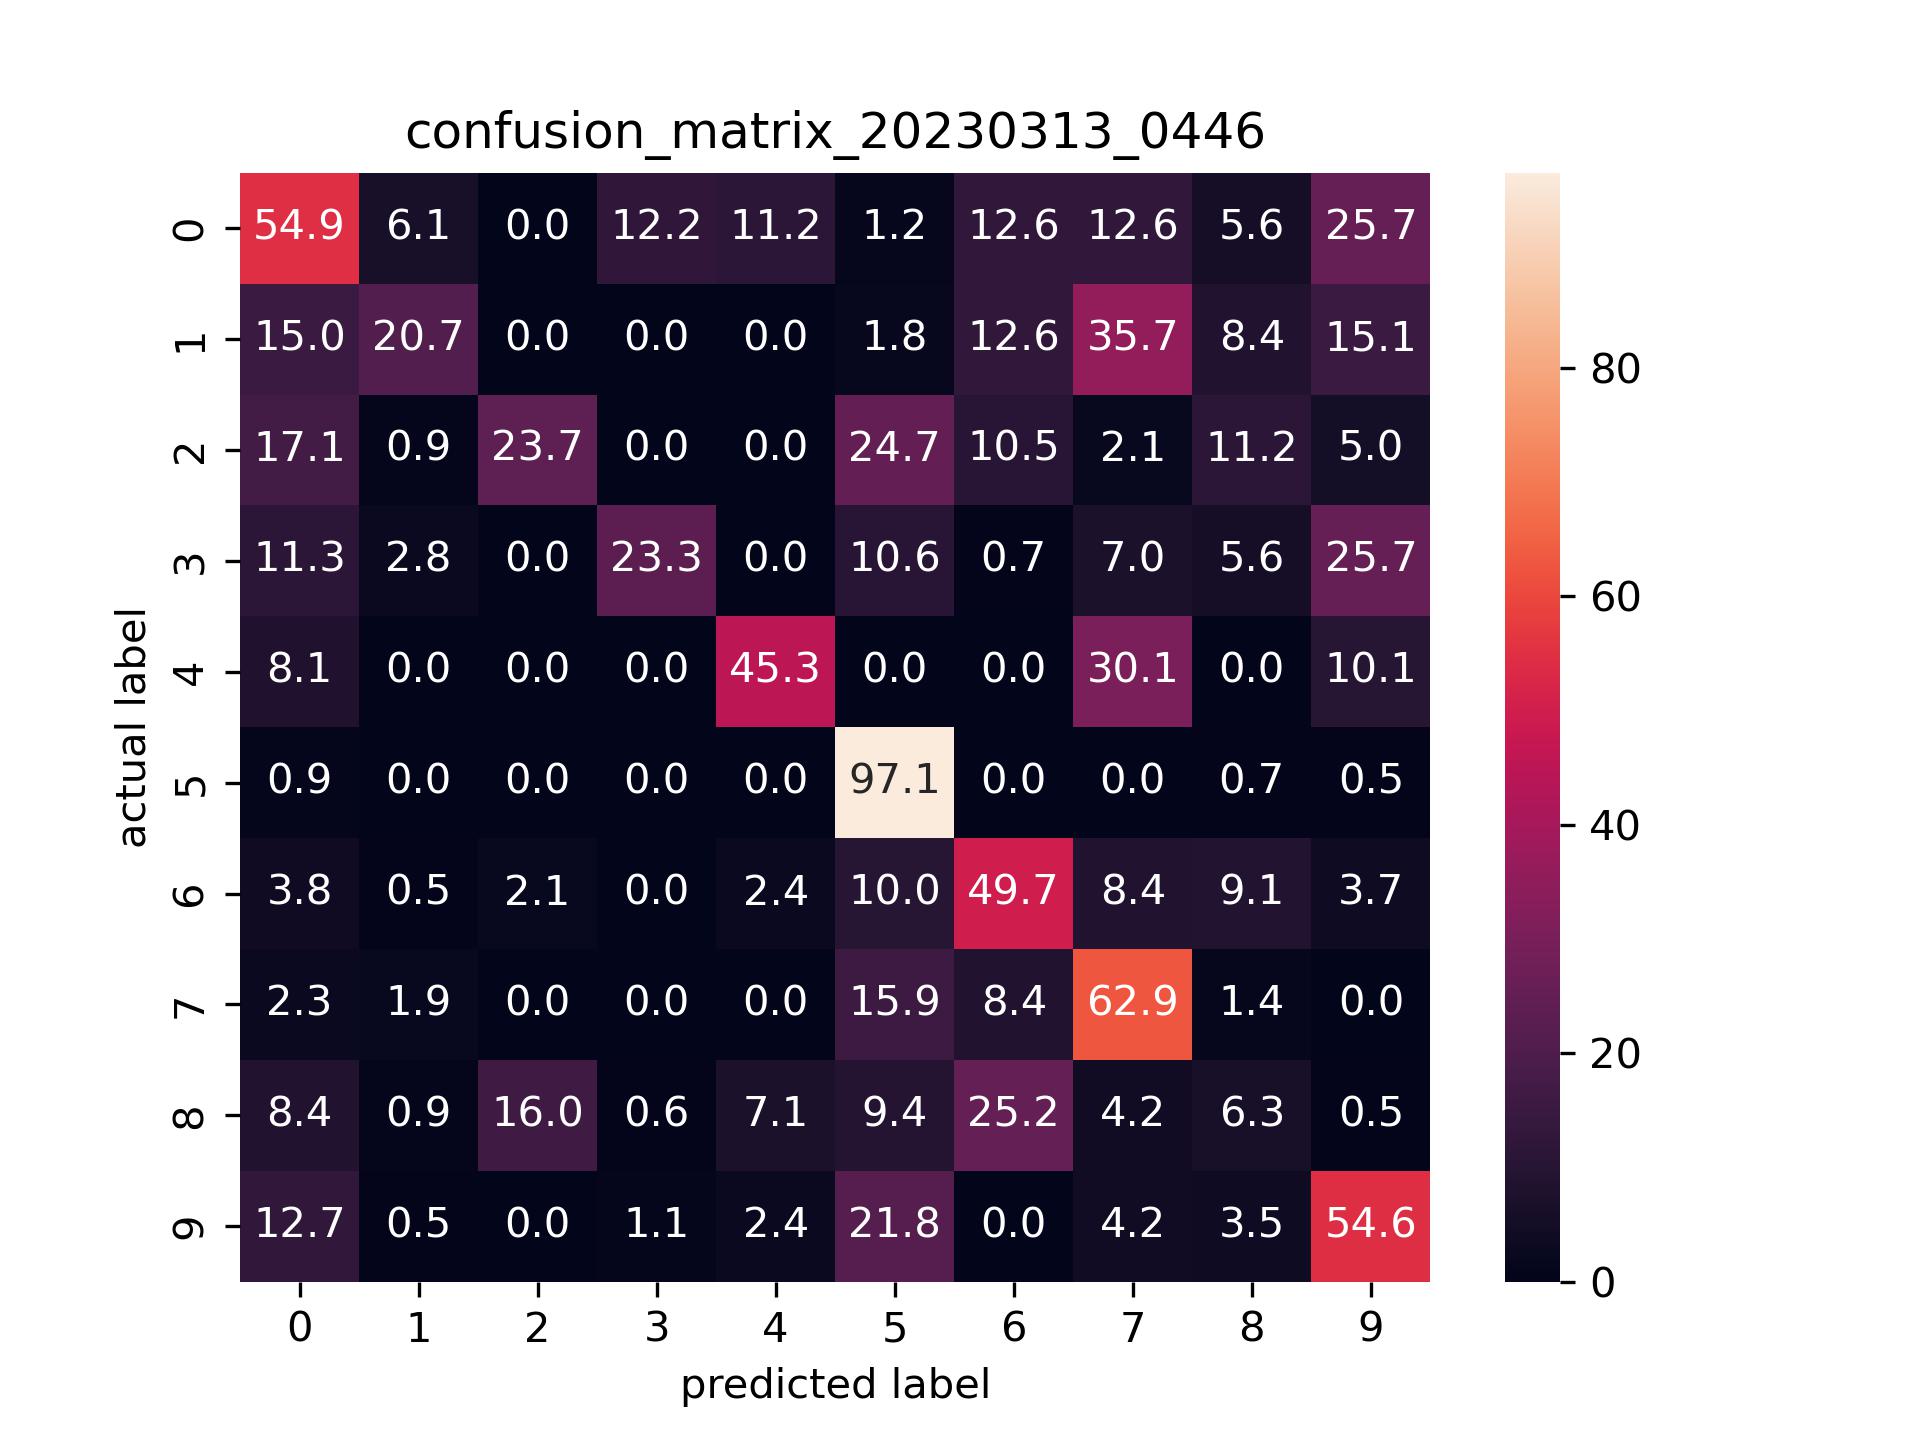 confusion_matrix_20230313_0446
0 54.9 6.1 0.0 12.2 11.2 1.2 12.6 12.6 5.6 25.7
1 15.0 20.7 0.0 0.0 0.0 1.8 12.6 35.7 8.4 15.1
2 17.1 0.9 23.7 0.0 0.0 24.7 10.5 2.1 11.2 5.0
3 11.3 2.8 0.0 23.3 0.0 10.6 0.7 7.0 5.6 25.7
4 8.1 0.0 0.0 0.0 45.3 0.0 0.0 30.1 0.0 10.1
5 0.9 0.0 0.0 0.0 0.0 97.1 0.0 0.0 0.7 0.5
6 3.8 0.5 2.1 0.0 2.4 10.0 49.7 8.4 9.1 3.7
7 2.3 1.9 0.0 0.0 0.0 15.9 8.4 62.9 1.4 0.0
8 8.4 0.9 16.0 0.6 7.1 9.4 25.2 4.2 6.3 0.5
9 12.7 0.5 0.0 1.1 2.4 21.8 0.0 4.2 3.5 54.6
0 1 2 3 4 5 6 7 8 9
predicted label
actual label
80
60
40
20
0